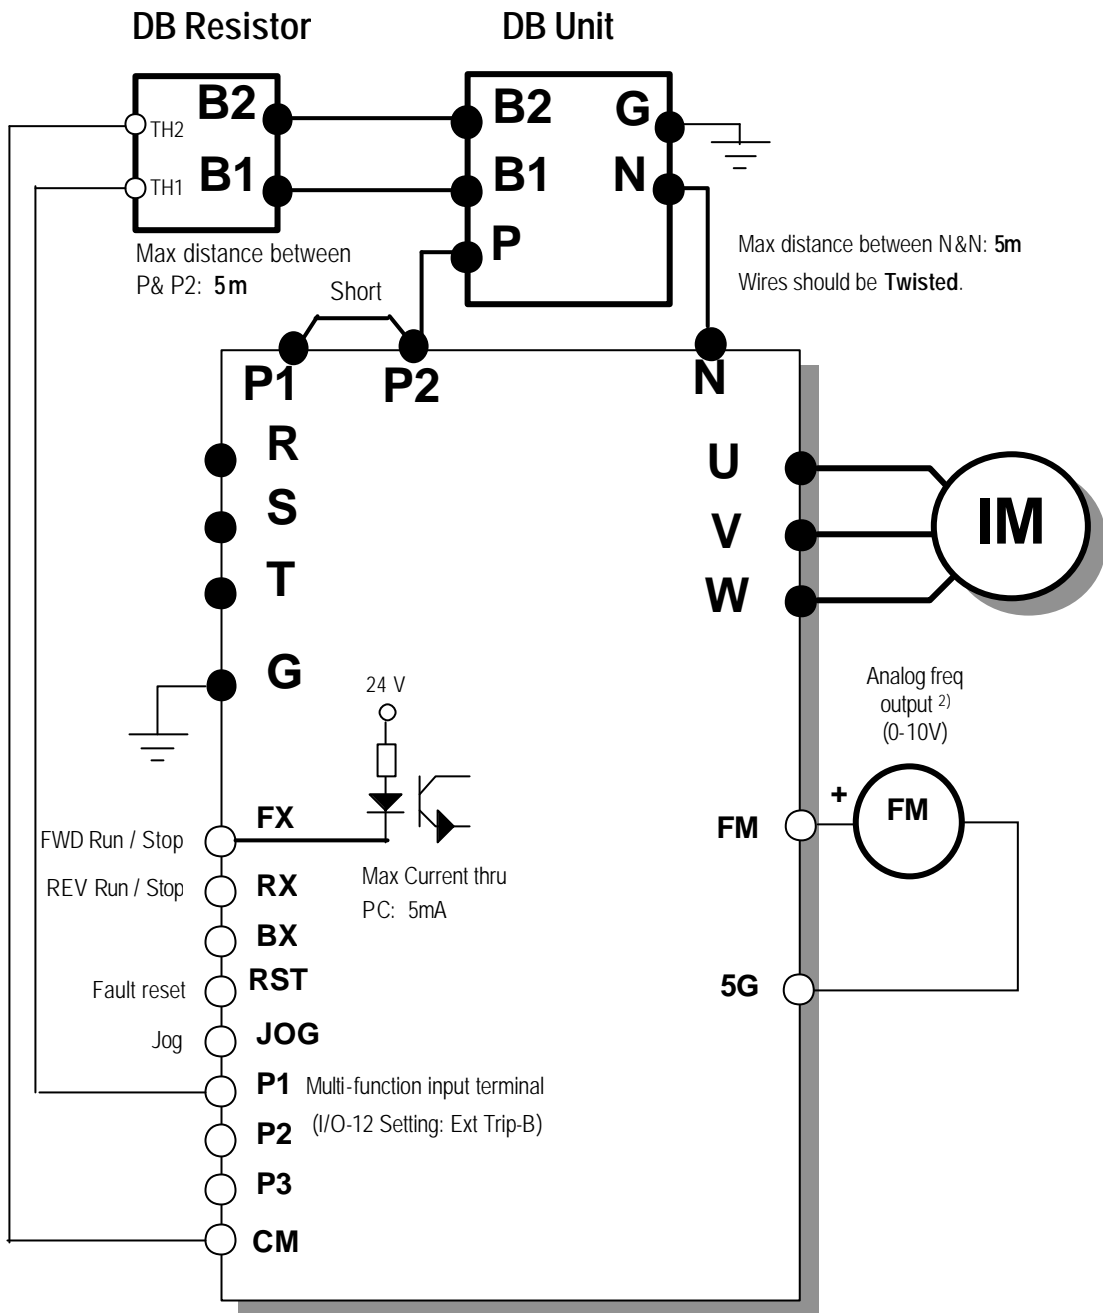 DB Resistor
DB Unit
B2
TH2
B1
TH1
B2
G
B1
N
P
Max distance between
P& P2: 5m
Max distance between N&N: 5m
Wires should be Twisted.
Short
P1
P2
N
R
S
T
G
U
V
W
IM
24 V
Analog freq
output 2)
(0-10V)
FX
FWD Run / Stop
Max Current thru
PC: 5mA
REV Run / Stop
RX
BX
Fault reset
RST
Jog
JOG
P1
Multi-function input terminal
(I/O-12 Setting: Ext Trip-B)
P2
P3
CM
FM
+
FM
5G